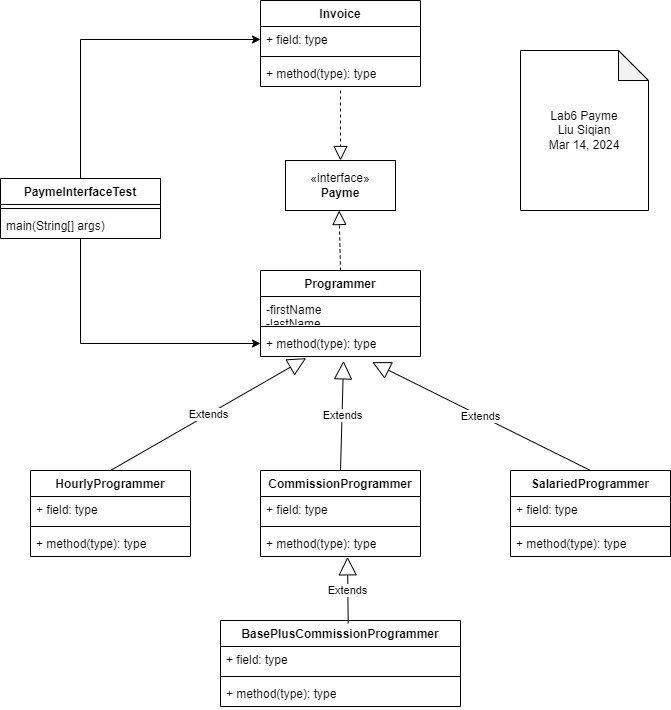 Invoice
+ field: type
+ method(type): type
Lab6 Payme
Liu Siqian
Mar 14, 2024
«interface»
Payme
PaymeInterfaceTest
main(String[] args)
Programmer
-firstName
-lastName
+ method(type): type
Extends
Extends
Extends
HourlyProgrammer
+ field: type
+ method(type): type
CommissionProgrammer
+ field: type
+ method(type): type
SalariedProgrammer
+ field: type
+ method(type): type
Extends
BasePlusCommissionProgrammer
+ field: type
+ method(type): type